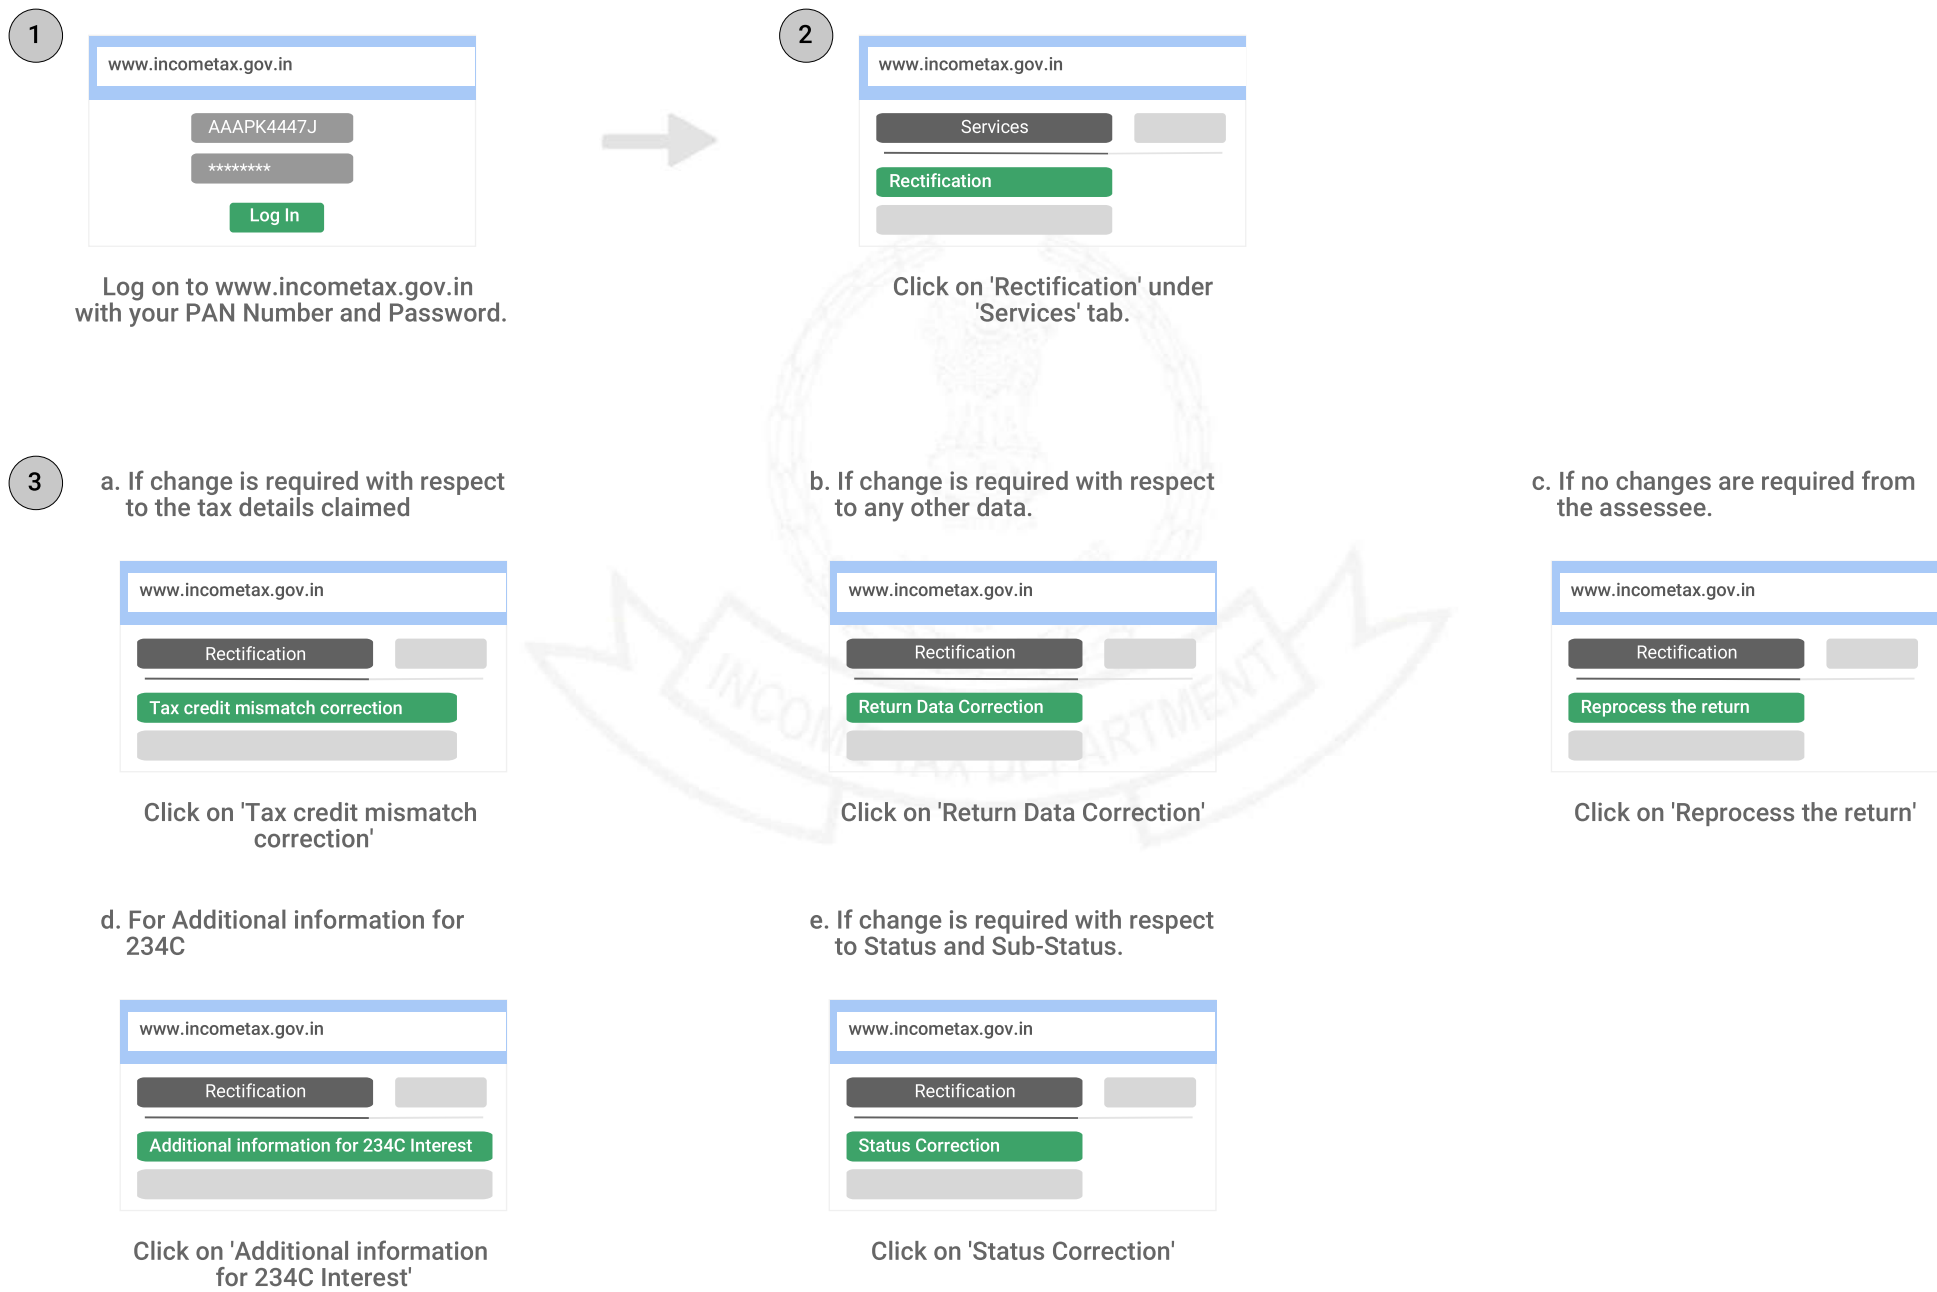 1
www.incometax.gov.in
AAAPK4447J
********
Log In
Log on to www.incometax.gov.in
with your PAN Number and Password.
2
www.incometax.gov.in
Services
Rectification
Click on 'Rectification' under
'Services' tab.
3
a. If change is required with respect
to the tax details claimed
www.incometax.gov.in
Rectification
Tax credit mismatch correction
Click on 'Tax credit mismatch
correction'
b. If change is required with respect
to any other data.
www.incometax.gov.in
Rectification
Return Data Correction
Click on 'Return Data Correction'
c. If no changes are required from
the assessee.
www.incometax.gov.in
Rectification
Reprocess the return
Click on 'Reprocess the return'
d. For Additional information for
234C
www.incometax.gov.in
Rectification
Additional information for 234C Interest
Click on 'Additional information
for 234C Interest'
e. If change is required with respect
to Status and Sub-Status.
www.incometax.gov.in
Rectification
Status Correction
Click on 'Status Correction'
INCOME TAX DEPARTMENT